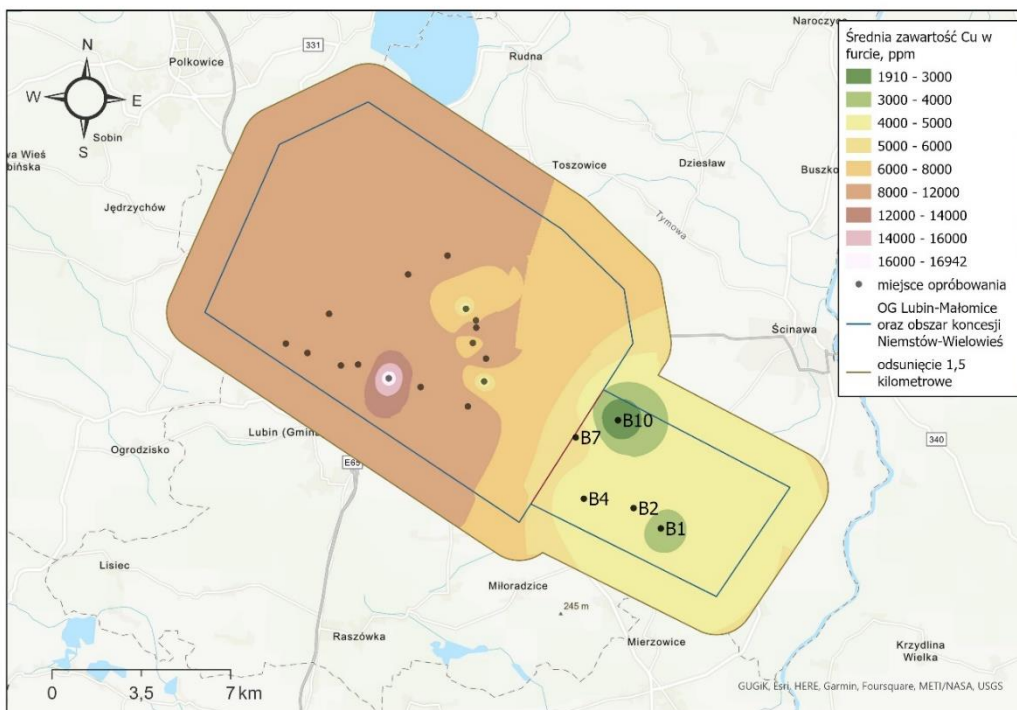 Naroczyc
331
Polkowice
Rudna
N
W
E
S
Sobin
wa Wieś
bińska
Jędrzychów
Toszowice
Dziesław
Buszko
Tymowa
Ścinawa
Lubin (Gmin
E65
Ogrodzisko
340
B10
B7
B4
B2
B1
Lisiec
Miłoradzice
245 m
Raszówka
Mierzowice
Krzydlina
Wielka
0
3,5
7 km
GUGiK, Esri, HERE, Garmin, Foursquare, METI/NASA, USGS
Średnia zawartość Cu w
furcie, ppm
1910 - 3000
3000 - 4000
4000 - 5000
5000 - 6000
6000 - 8000
8000 - 12000
12000 - 14000
14000 - 16000
16000 - 16942
miejsce opróbowania
OG Lubin-Małomice
oraz obszar koncesji
Niemstów-Wielowieś
odsunięcie 1,5
kilometrowe